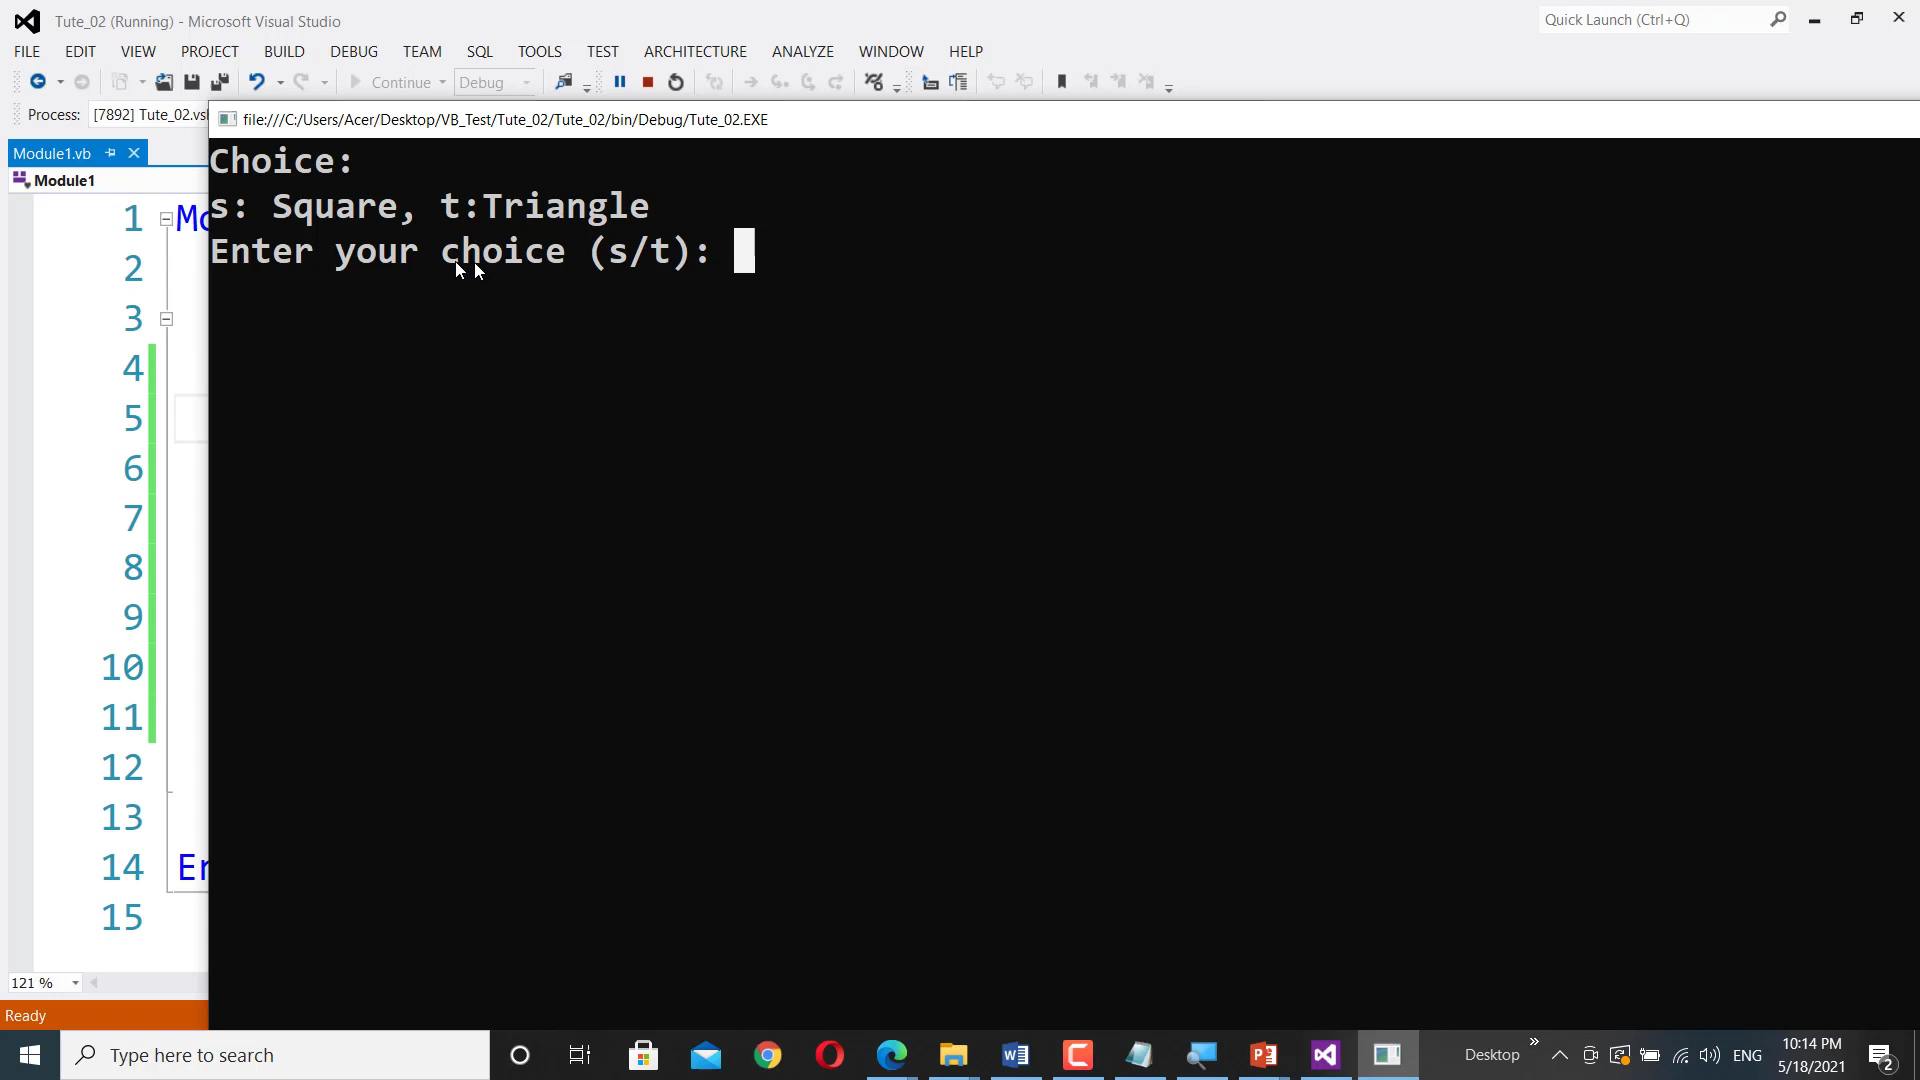 Tute_02 (Running) - Microsoft Visual Studio
Quick Launch (Ctrl+Q)
FILE EDIT VIEW PROJECT BUILD DEBUG TEAM SQL TOOLS TEST ARCHITECTURE ANALYZE WINDOW HELP
Continue Debug
Process: [7892] Tute_02.vsh
file:///C:/Users/Acer/Desktop/VB_Test/Tute_02/Tute_02/bin/Debug/Tute_02.EXE
Module1.vb
Module1
Choice:
s: Square, t:Triangle
Enter your choice (s/t):
1 Mo
2
3
4
5
6
7
8
9
10
11
12
13
14 En
15
121 %
Ready
Type here to search
Desktop
ENG
10:14 PM
5/18/2021
2